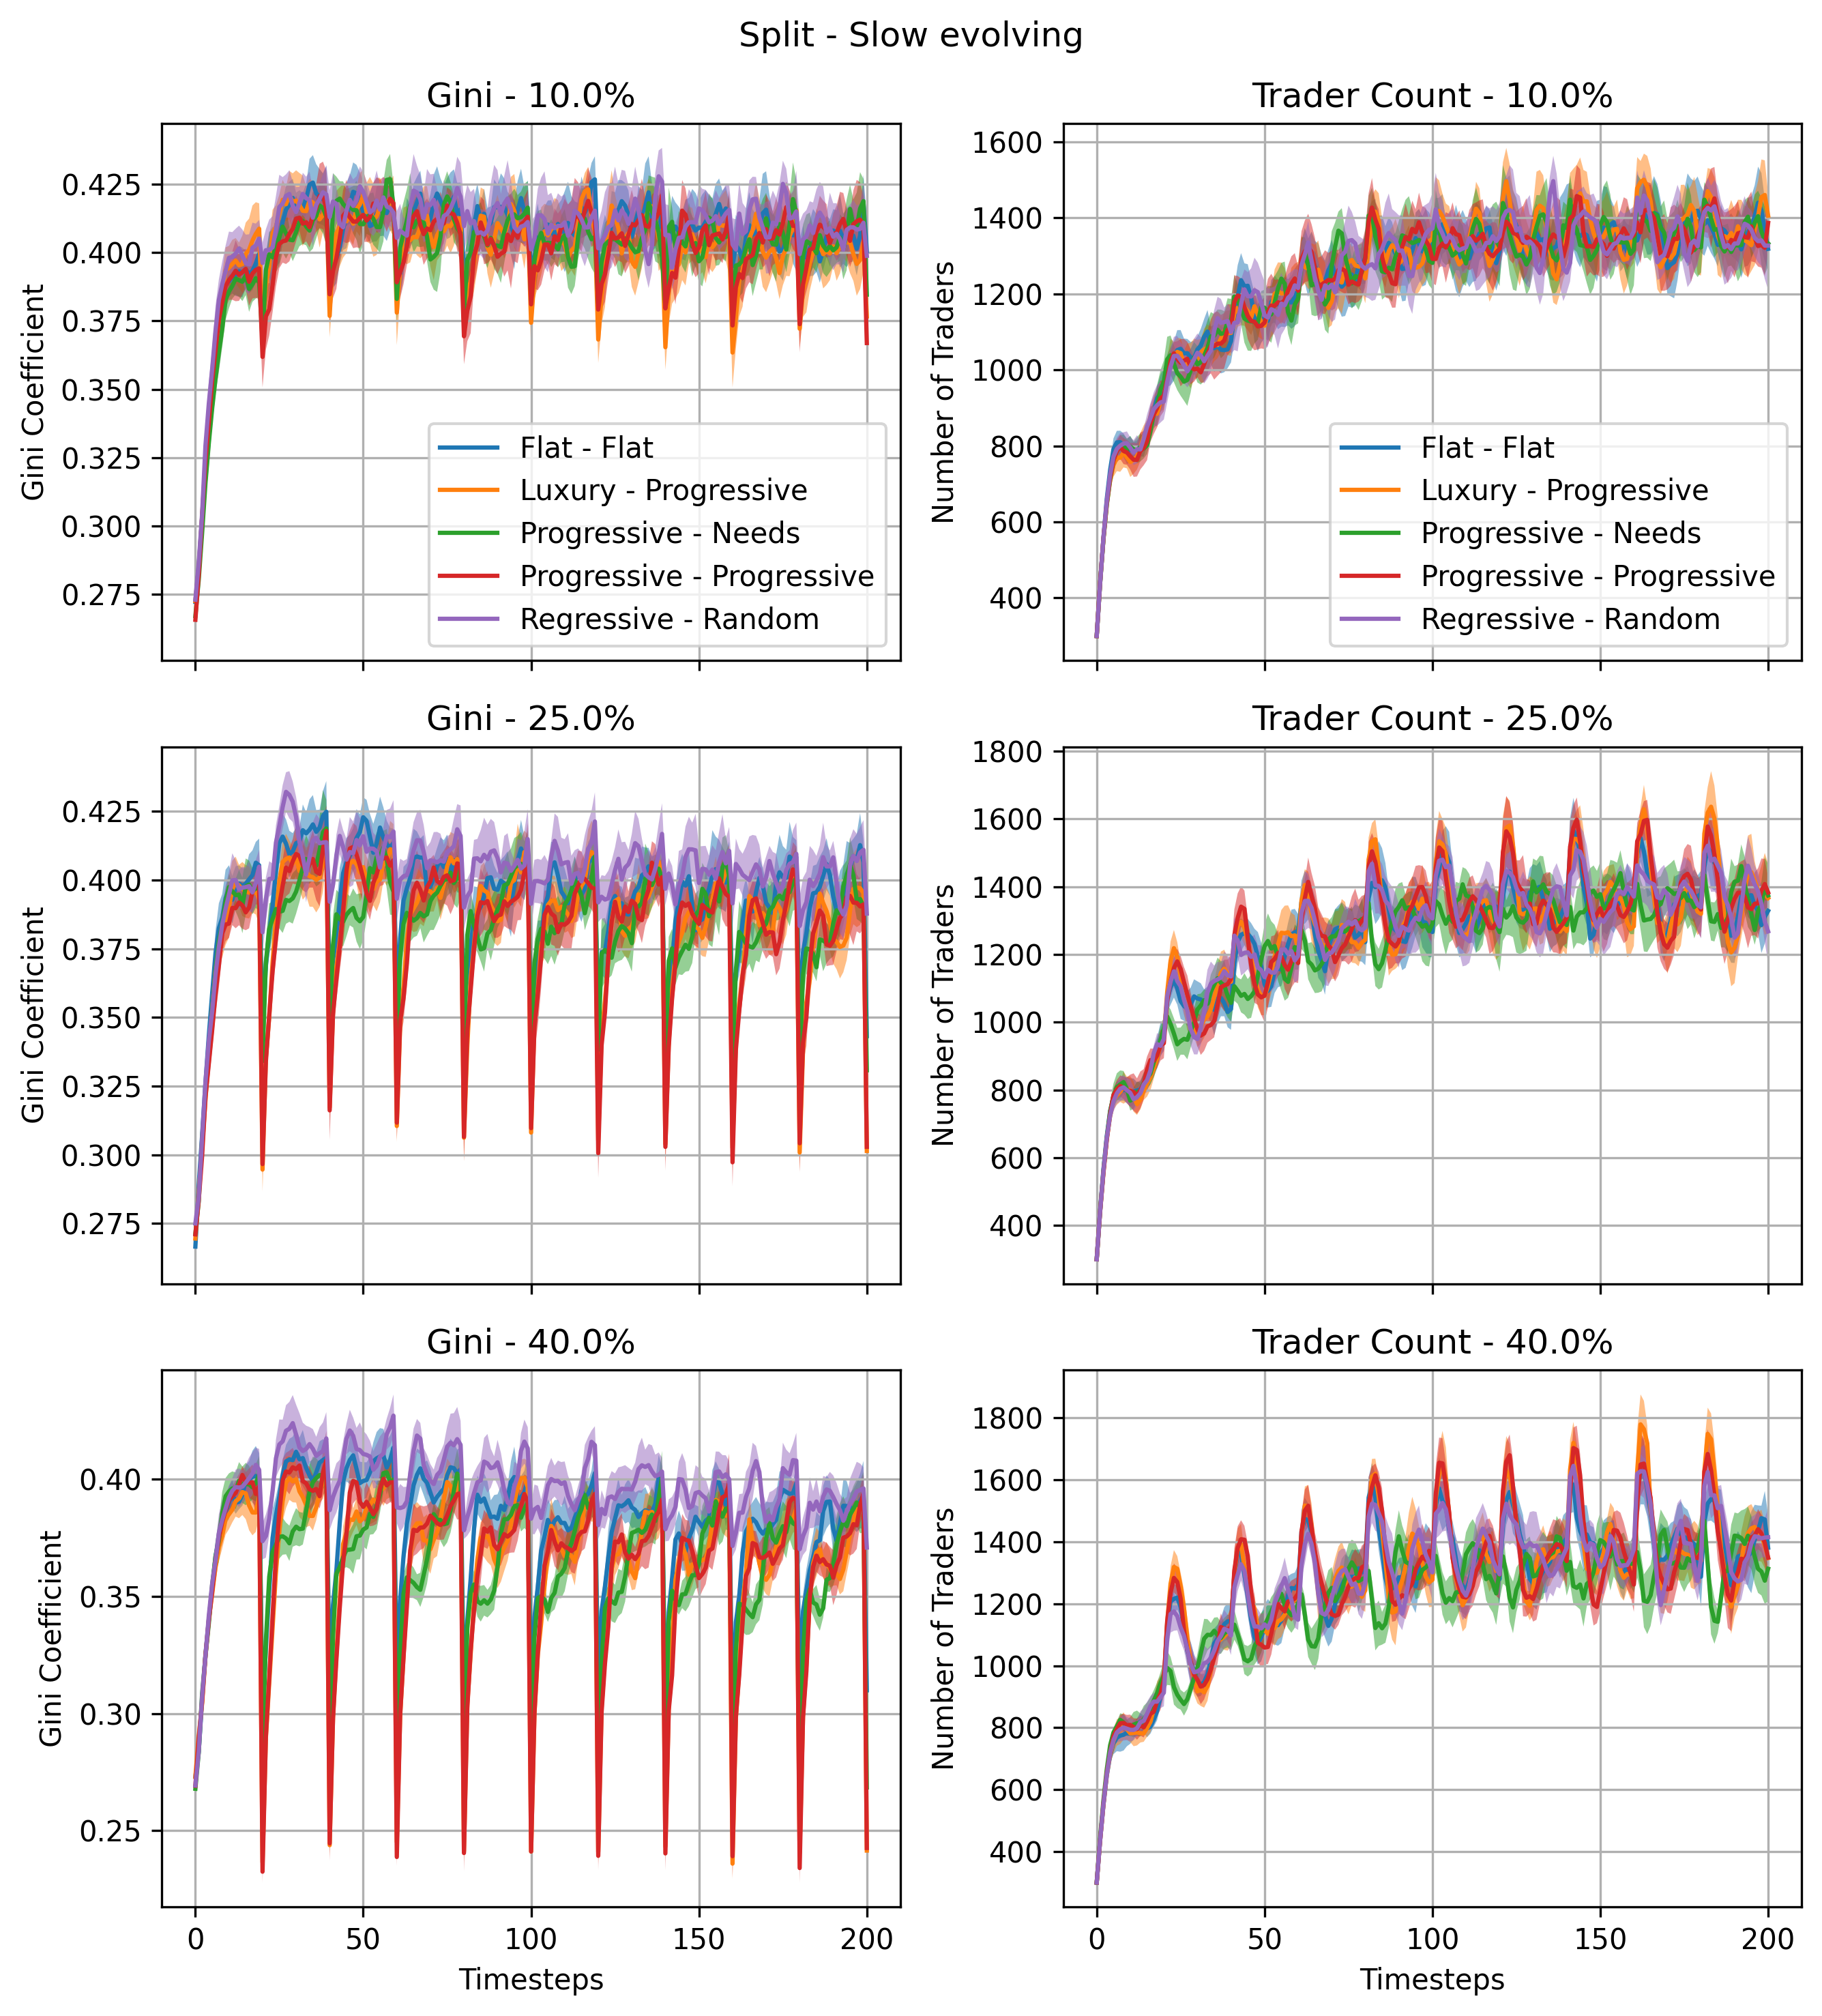 Split - Slow evolving
Gini - 10.0%
Gini Coefficient
0.425
0.400
0.375
0.350
0.325
0.300
0.275
Flat - Flat
Luxury - Progressive
Progressive - Needs
Progressive - Progressive
Regressive - Random
Trader Count - 10.0%
Number of Traders
1600
1400
1200
1000
800
600
400
Flat - Flat
Luxury - Progressive
Progressive - Needs
Progressive - Progressive
Regressive - Random
Gini - 25.0%
Gini Coefficient
0.425
0.400
0.375
0.350
0.325
0.300
0.275
Trader Count - 25.0%
Number of Traders
1800
1600
1400
1200
1000
800
600
400
Gini - 40.0%
Gini Coefficient
0.40
0.35
0.30
0.25
0 50 100 150 200
Timesteps
Trader Count - 40.0%
Number of Traders
1800
1600
1400
1200
1000
800
600
400
0 50 100 150 200
Timesteps